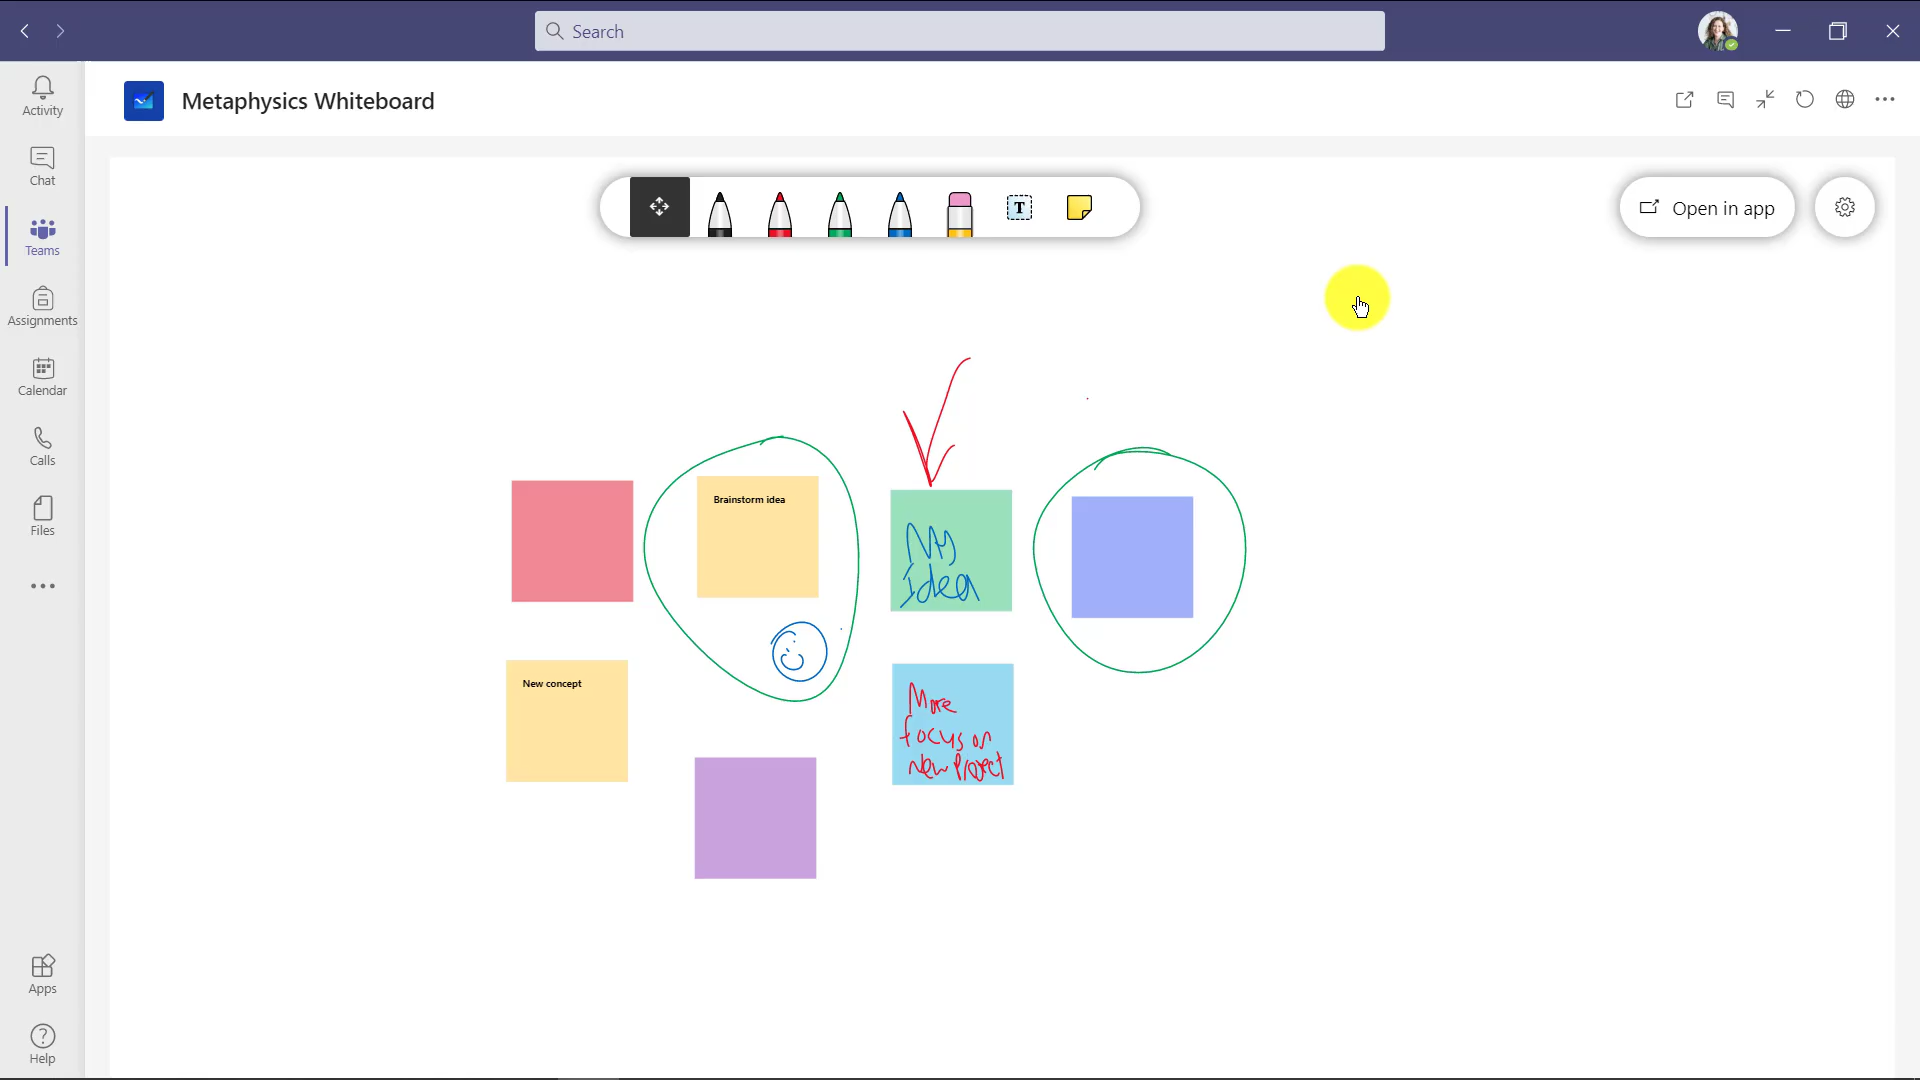 Search
Activity
Metaphysics Whiteboard
Chat
Teams
T
Open in app
Assignments
Calendar
Calls
Files
Brainstorm idea
My
Idea
New concept
More
focus on
New Project
Apps
Help